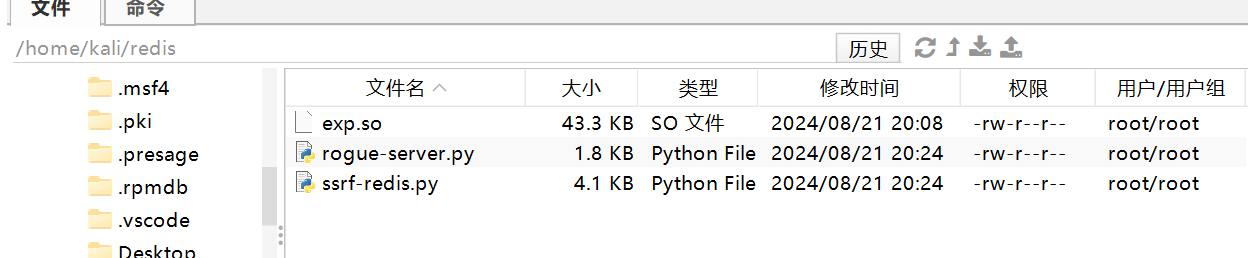 文件 命令
/home/kali/redis 历史
文件名 大小 类型 修改时间 权限 用户/用户组
.msf4
.pki
.presage
.rpmdb
.vscode
Desktop
exp.so 43.3 KB SO 文件 2024/08/21 20:08 -rw-r--r-- root/root
rogue-server.py 1.8 KB Python File 2024/08/21 20:24 -rw-r--r-- root/root
ssrf-redis.py 4.1 KB Python File 2024/08/21 20:24 -rw-r--r-- root/root